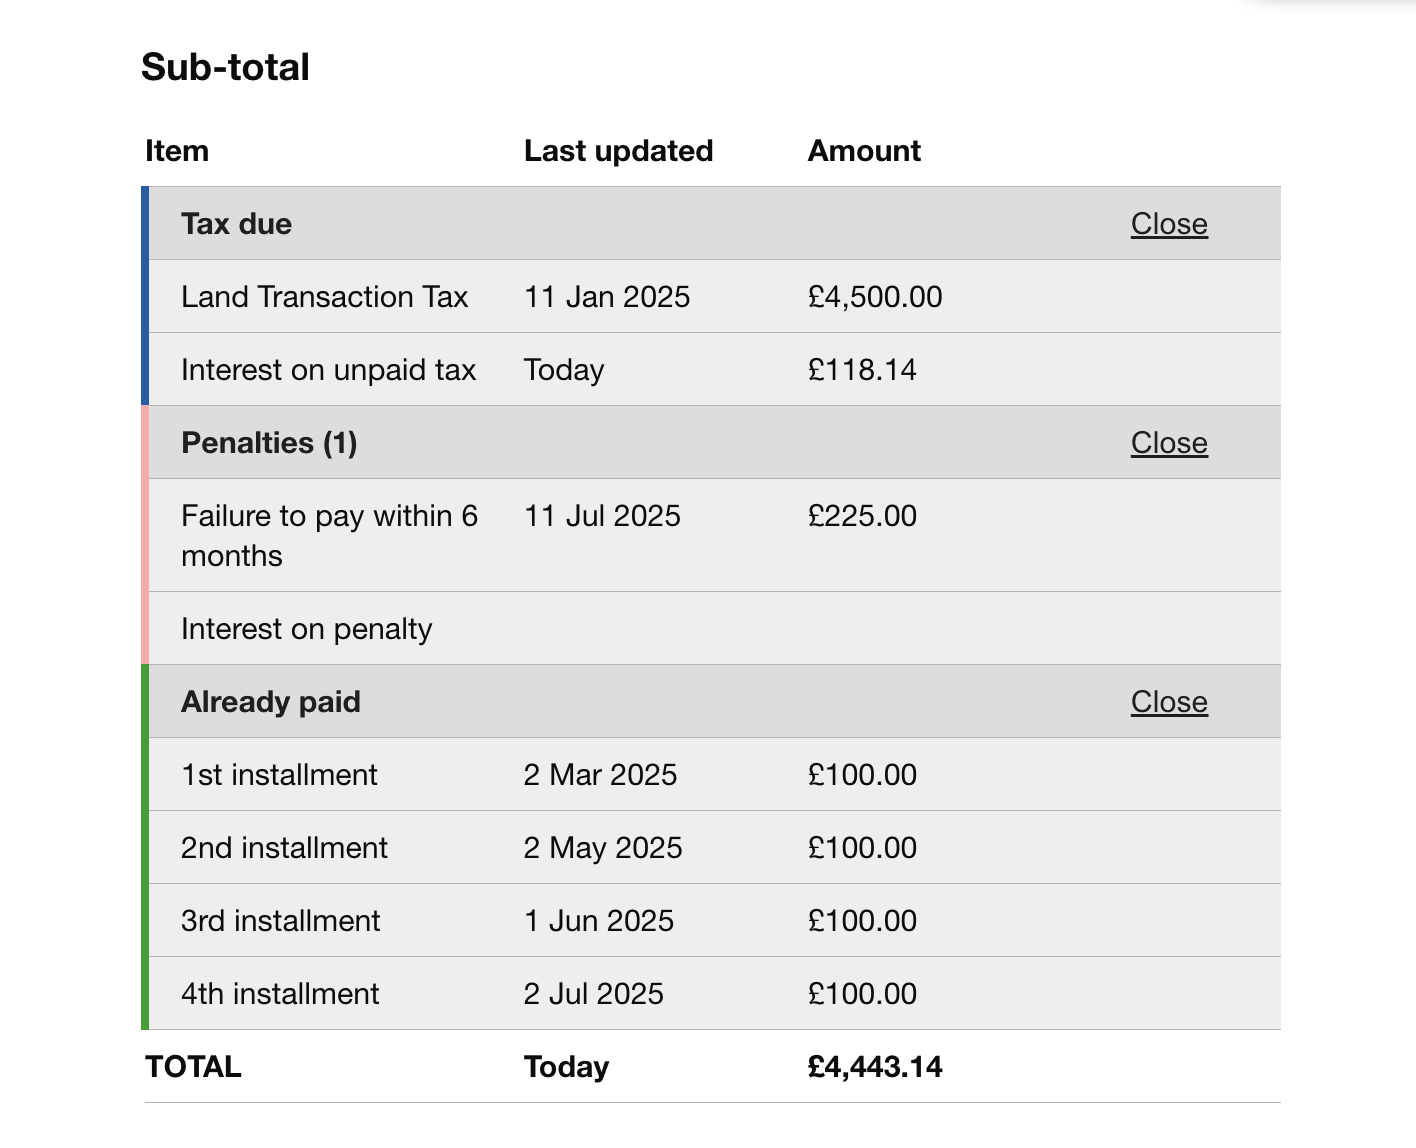 Sub-total
Item Last updated Amount
Tax due Close
Land Transaction Tax 11 Jan 2025 £4,500.00
Interest on unpaid tax Today £118.14
Penalties (1) Close
Failure to pay within 6 11 Jul 2025 £225.00
months
Interest on penalty
Already paid Close
1st installment 2 Mar 2025 £100.00
2nd installment 2 May 2025 £100.00
3rd installment 1 Jun 2025 £100.00
4th installment 2 Jul 2025 £100.00
TOTAL Today £4,443.14